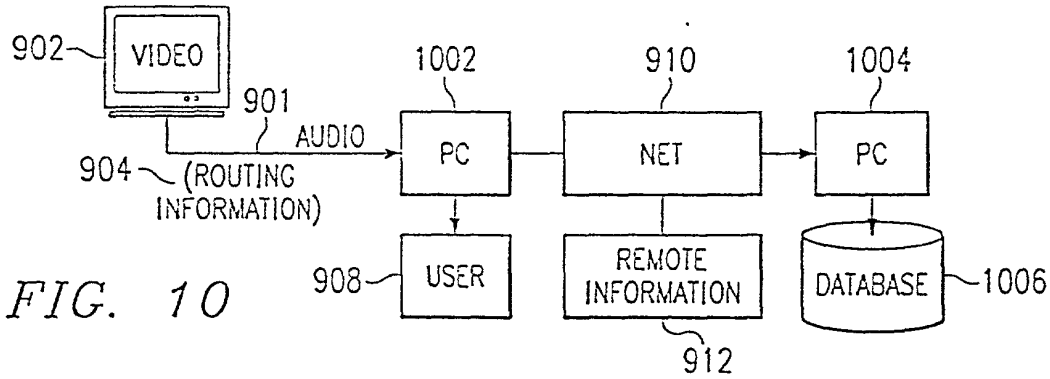 902
VIDEO
901
AUDIO
904
(ROUTING
INFORMATION)
1002
PC
910
NET
1004
PC
908
USER
REMOTE
INFORMATION
912
DATABASE
1006
FIG. 10